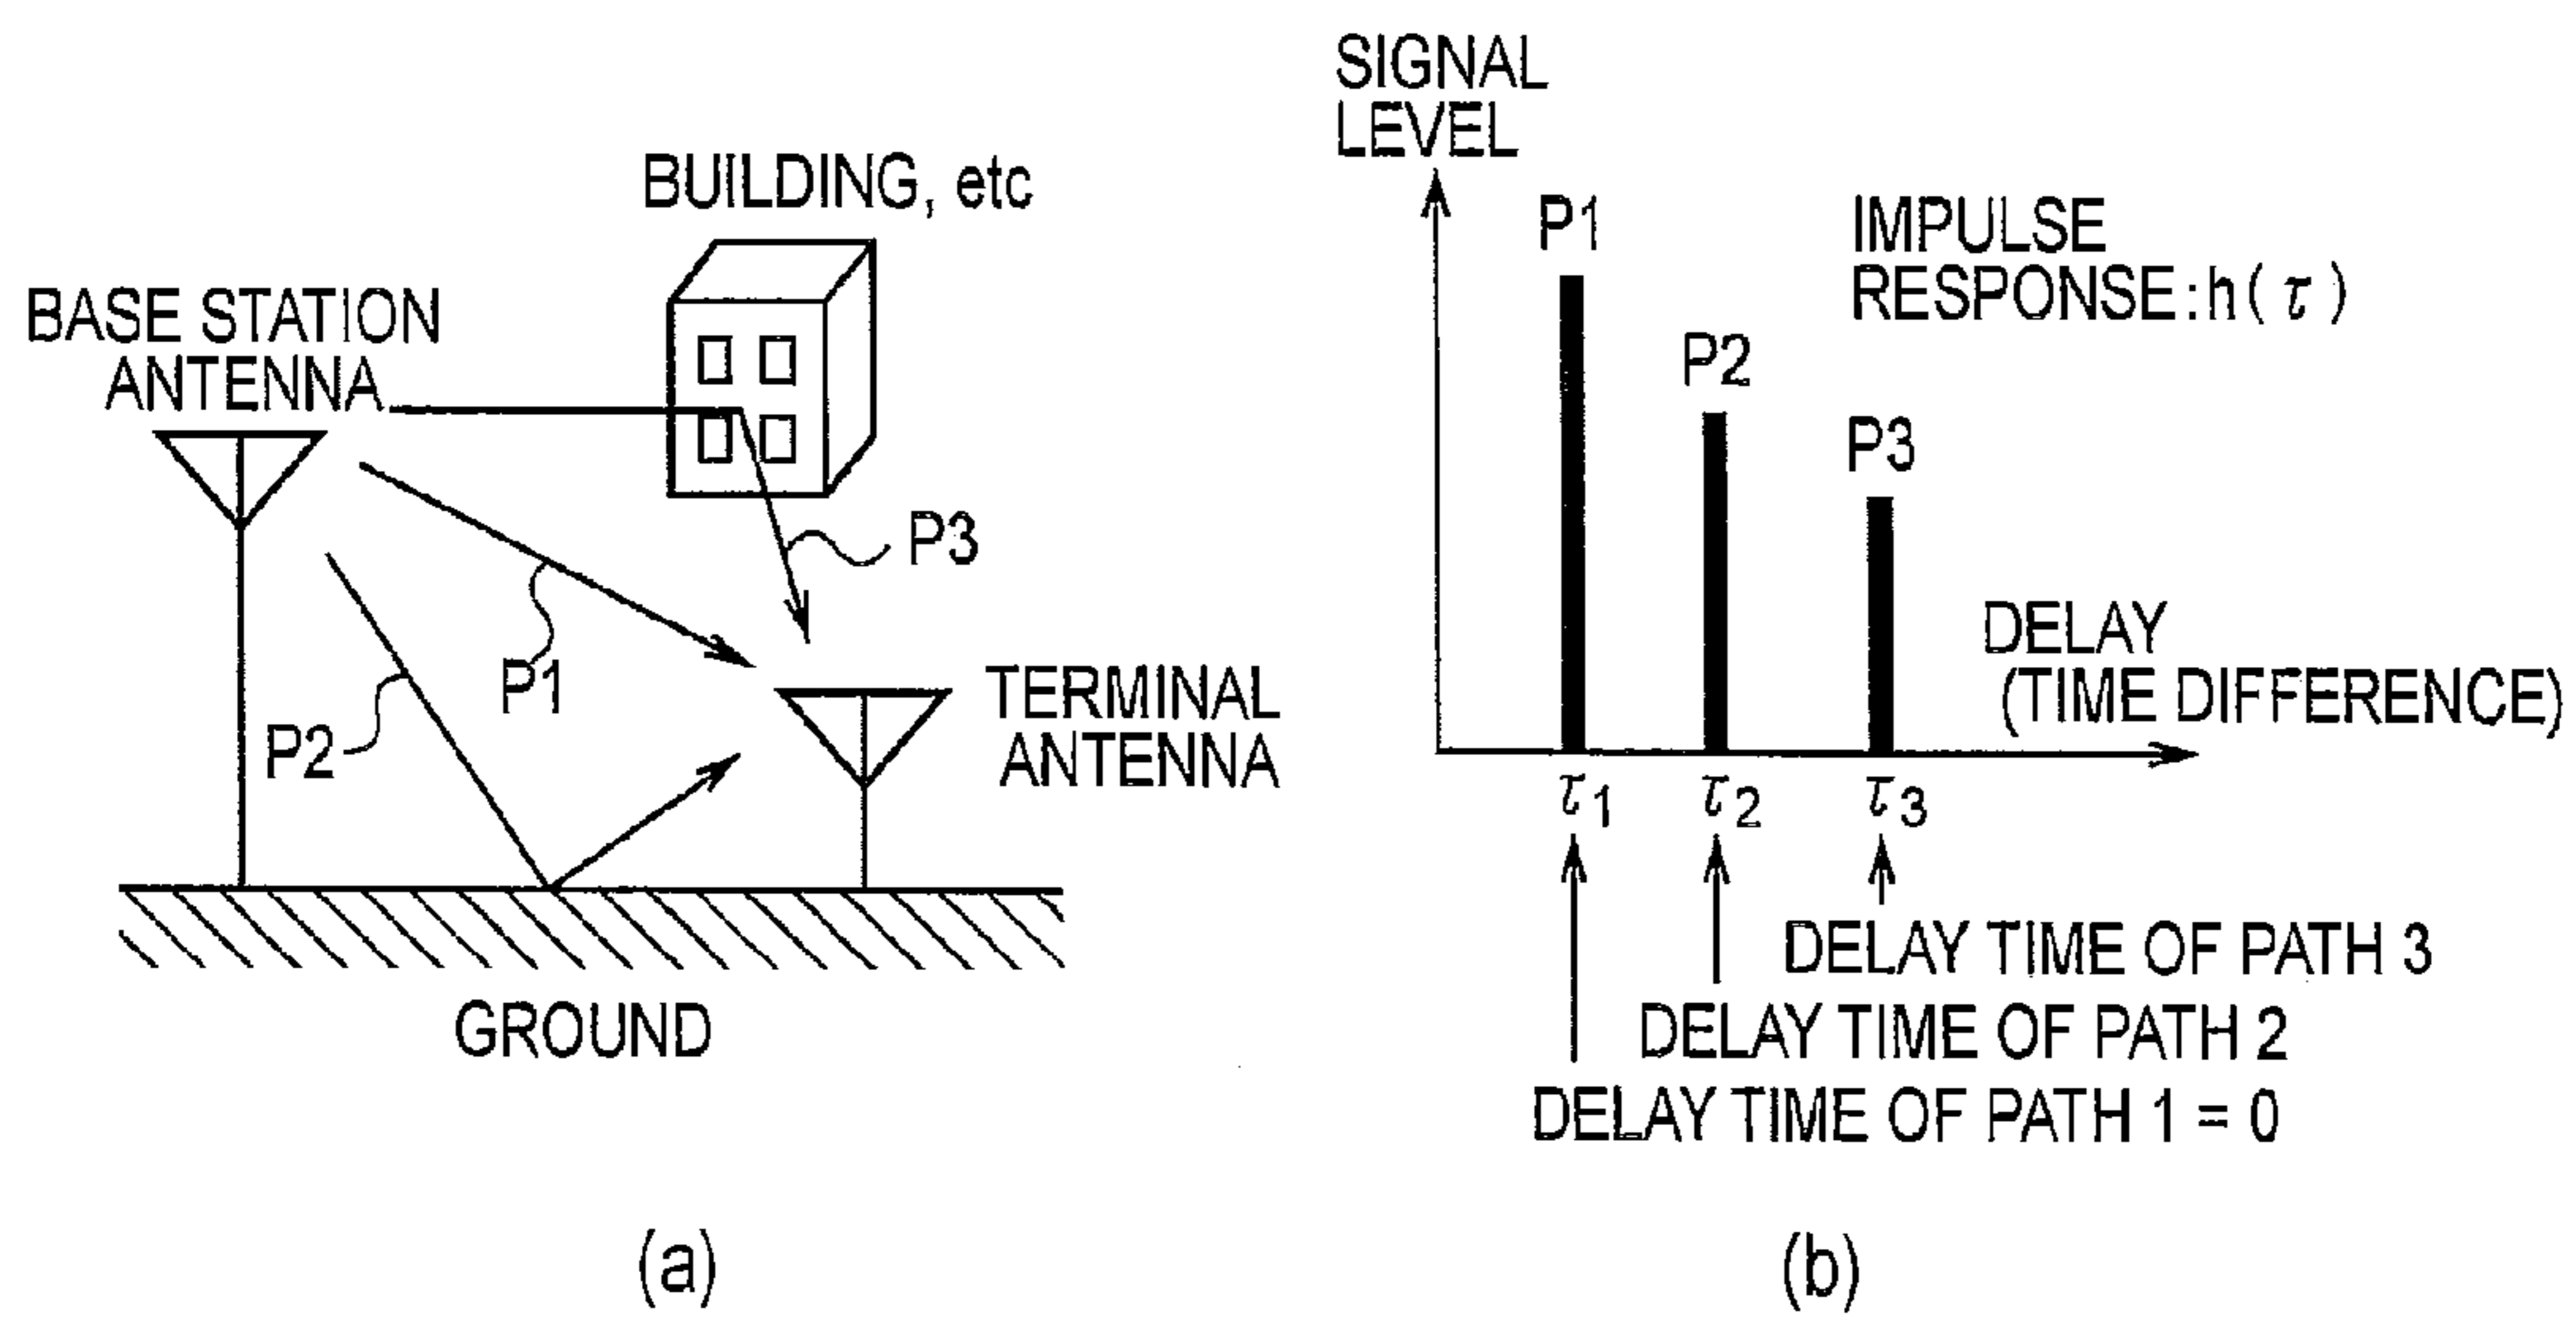 BUILDING, etc
BASE STATION
ANTENNA
P3
P1
P2
TERMINAL
ANTENNA
GROUND
(a)
SIGNAL
LEVEL
P1
IMPULSE
RESPONSE:h(τ)
P2
P3
DELAY
(TIME DIFFERENCE)
τ1 τ2 τ3
DELAY TIME OF PATH 3
DELAY TIME OF PATH 2
DELAY TIME OF PATH 1 = 0
(b)